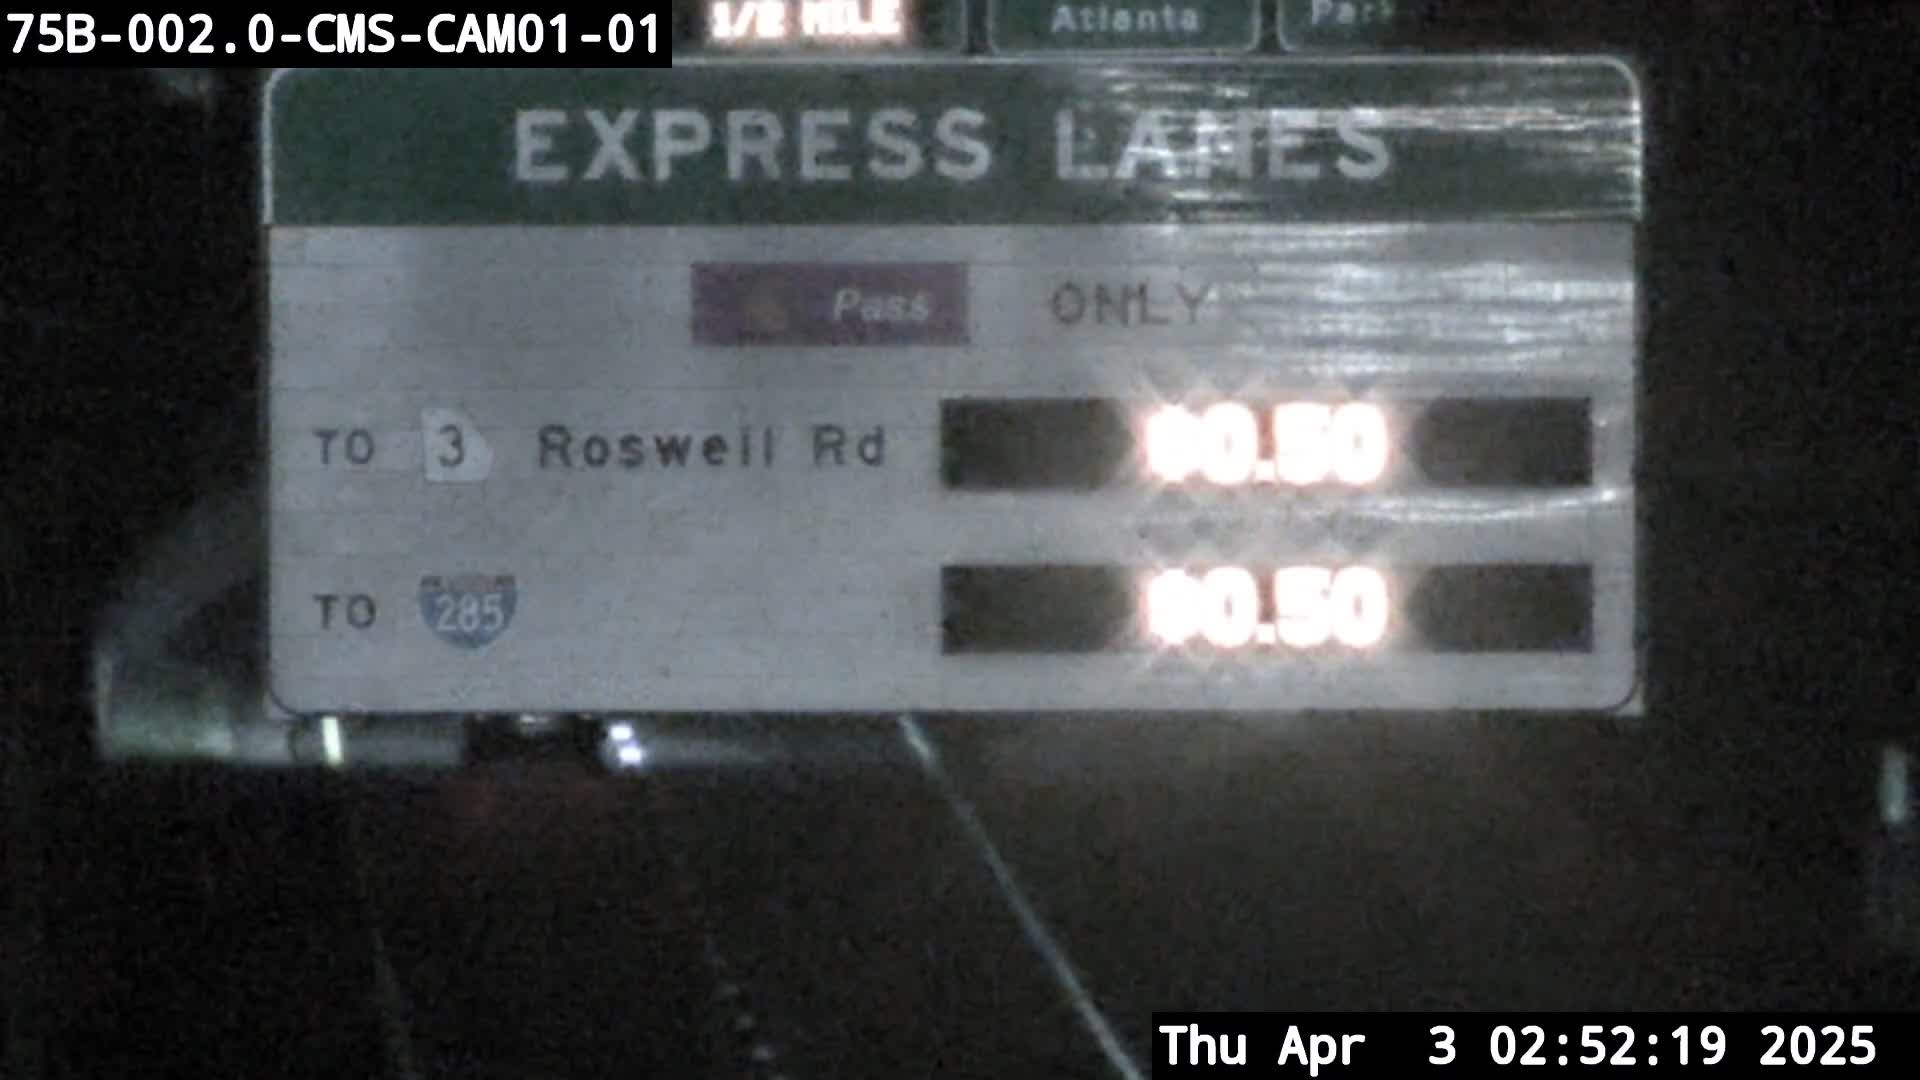 75B-002.0-CMS-CAM01-01
1/2 MILE
Atlanta
EXPRESS LANES
Pass ONLY
TO 3 Roswell Rd $0.50
TO 285 $0.50
Thu Apr 3 02:52:19 2025